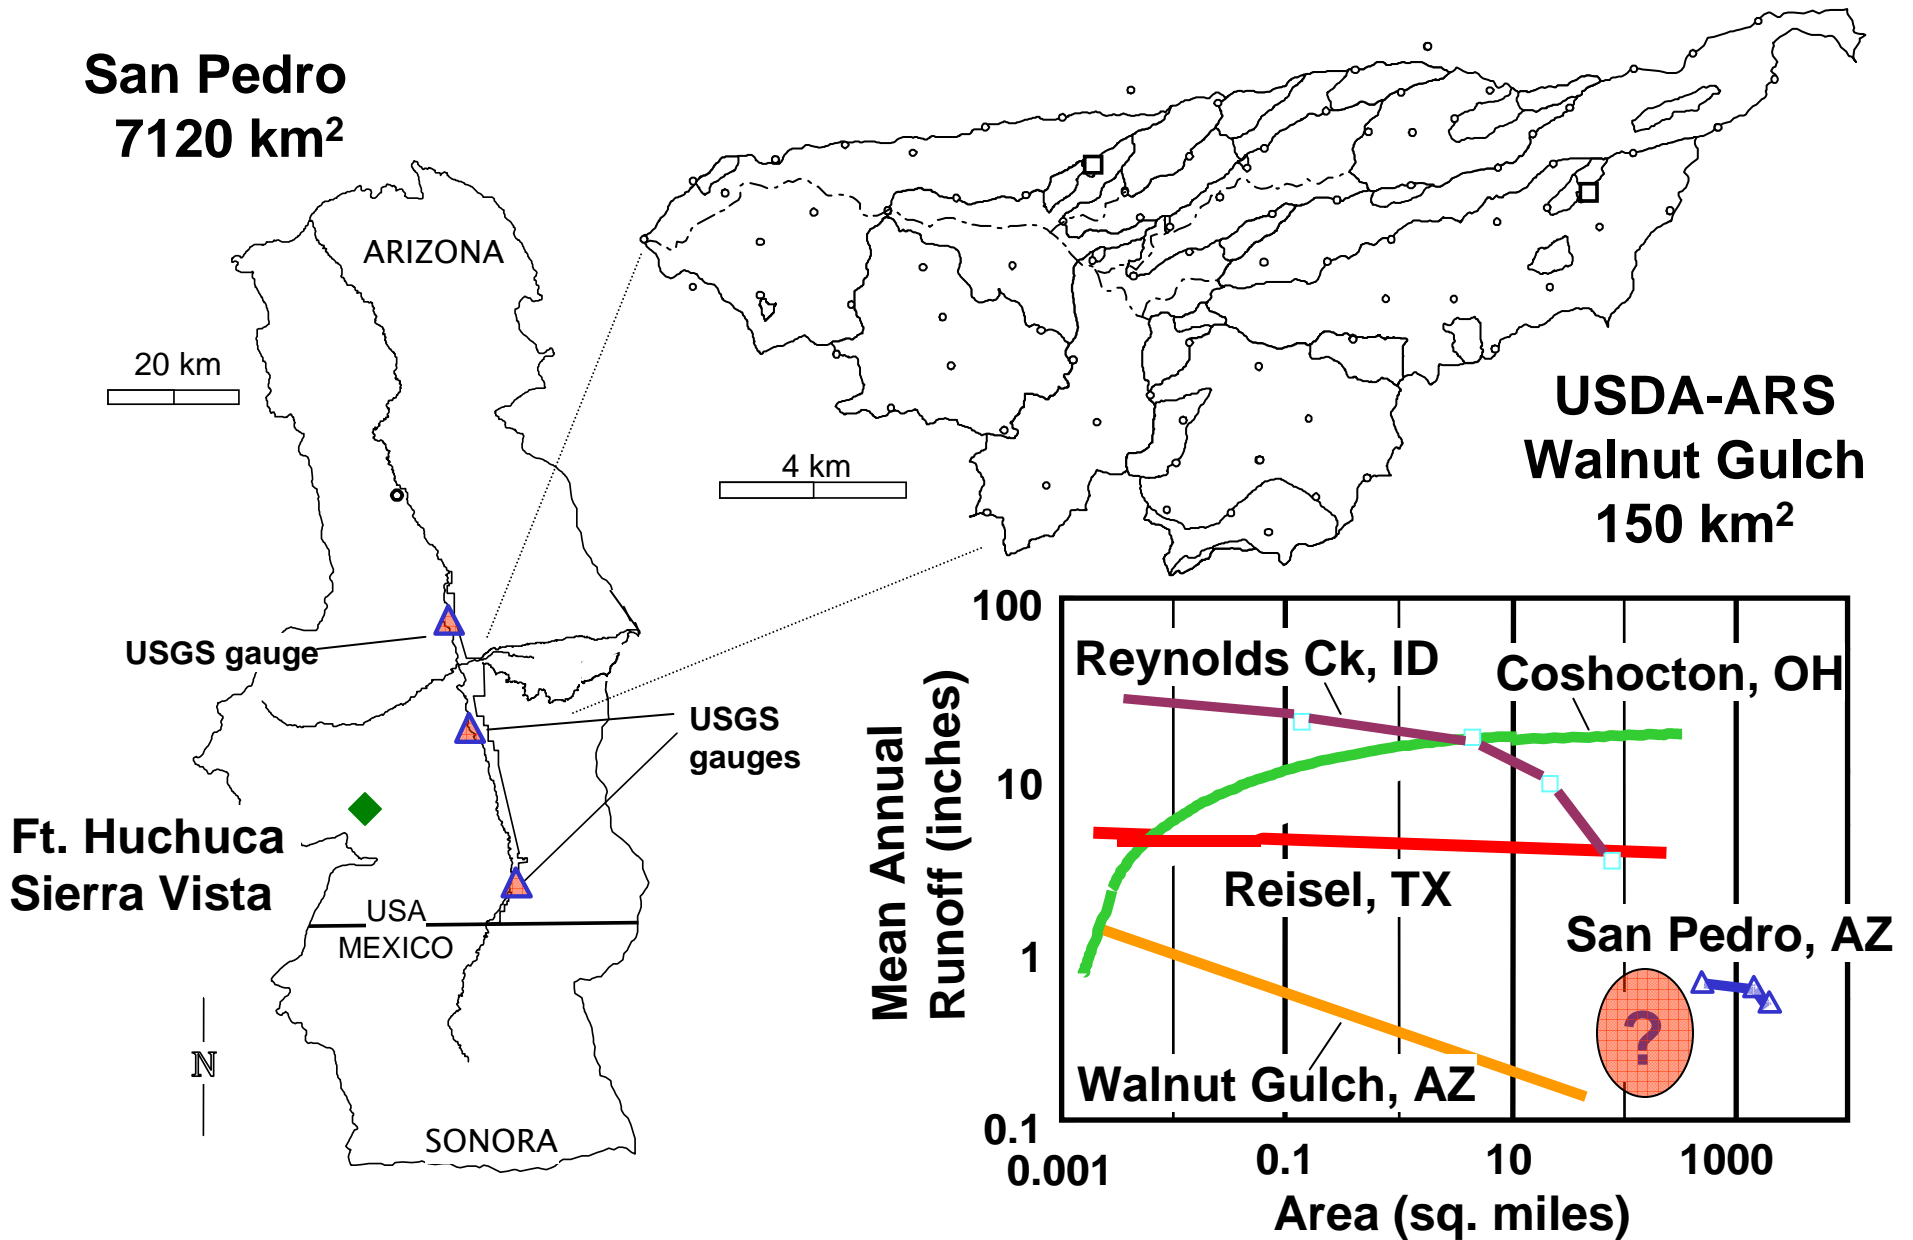 San Pedro
7120 km²
ARIZONA
20 km
4 km
USDA-ARS
Walnut Gulch
150 km²
USGS gauge
USGS
gauges
Ft. Huchuca
Sierra Vista
USA
MEXICO
N
SONORA
100
10
1
0.1
Mean Annual
Runoff (inches)
Reynolds Ck, ID
Coshocton, OH
Reisel, TX
San Pedro, AZ
?
Walnut Gulch, AZ
0.001
0.1
10
1000
Area (sq. miles)